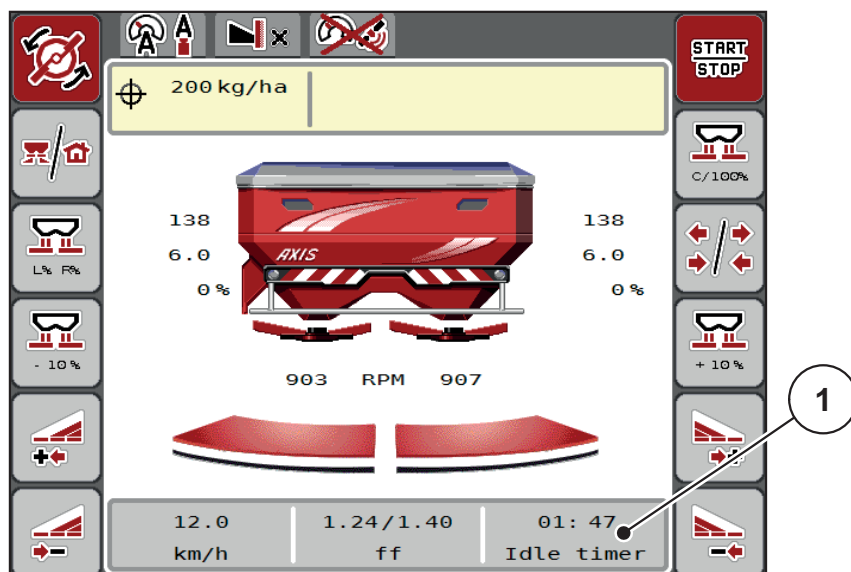 A A x START
STOP
200 kg/ha
C/100%
138 138
6.0 AXIS 6.0
0 % 0 %
L% R%
- 10 % + 10 %
903 RPM 907
1
12.0 1.24/1.40 01: 47
km/h ff Idle timer